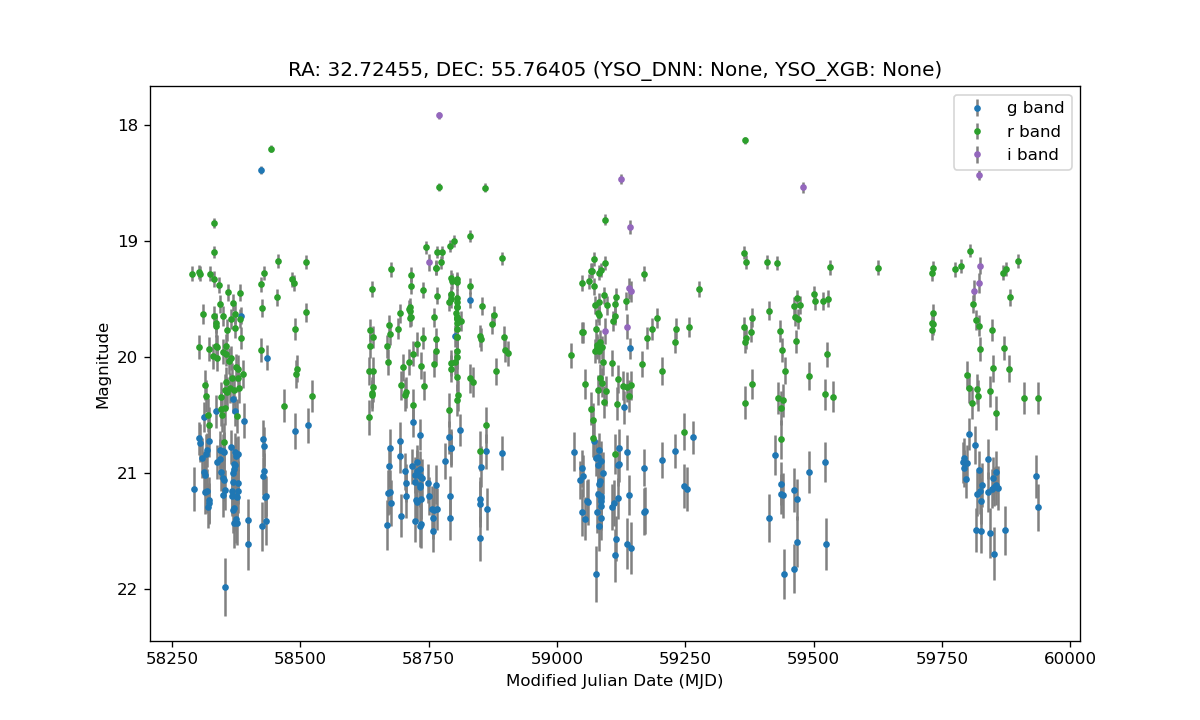 RA: 32.72455, DEC: 55.76405 (YSO_DNN: None, YSO_XGB: None)
g band
r band
i band
18
19
20
21
22
Magnitude
58250 58500 58750 59000 59250 59500 59750 60000
Modified Julian Date (MJD)